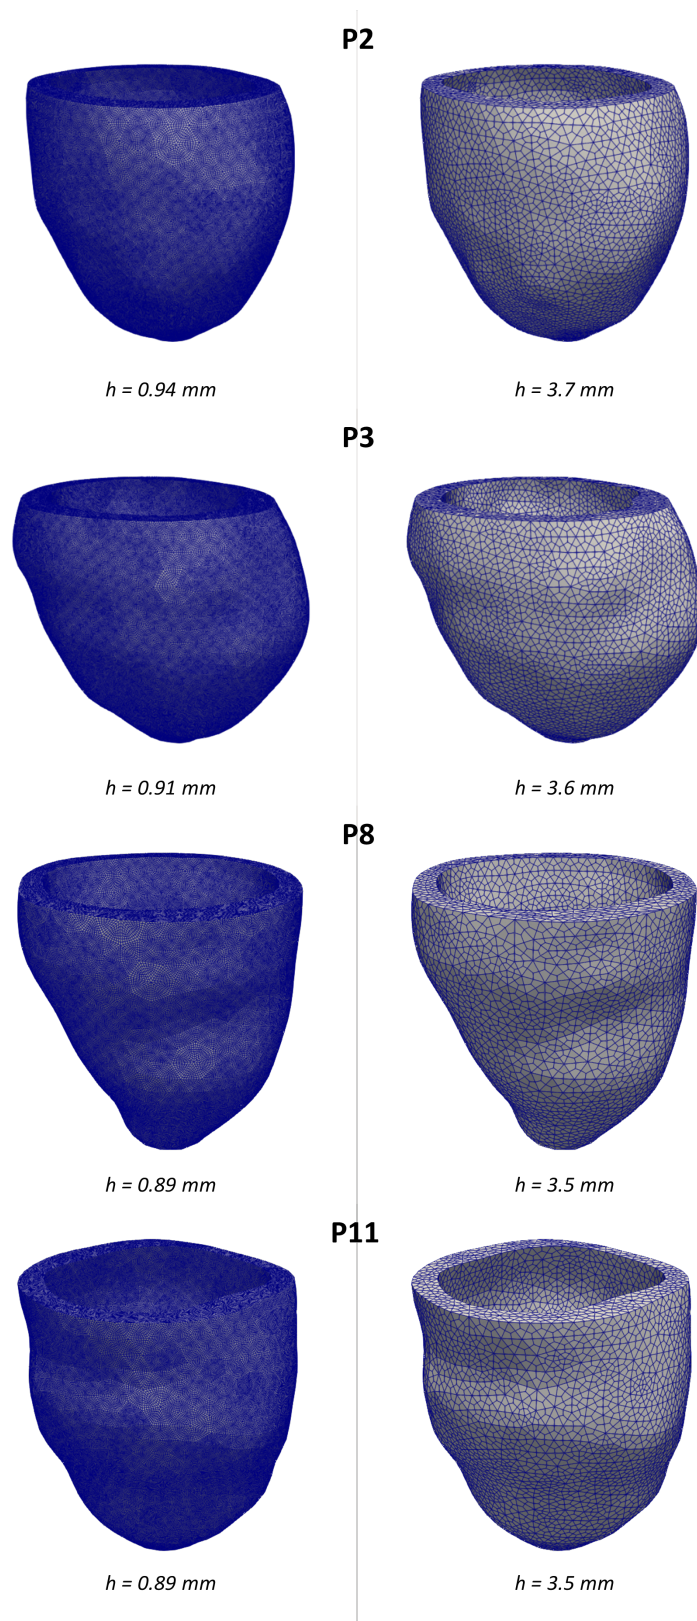 P2
h = 0.94 mm
h = 3.7 mm
P3
h = 0.91 mm
h = 3.6 mm
P8
h = 0.89 mm
h = 3.5 mm
P11
h = 0.89 mm
h = 3.5 mm